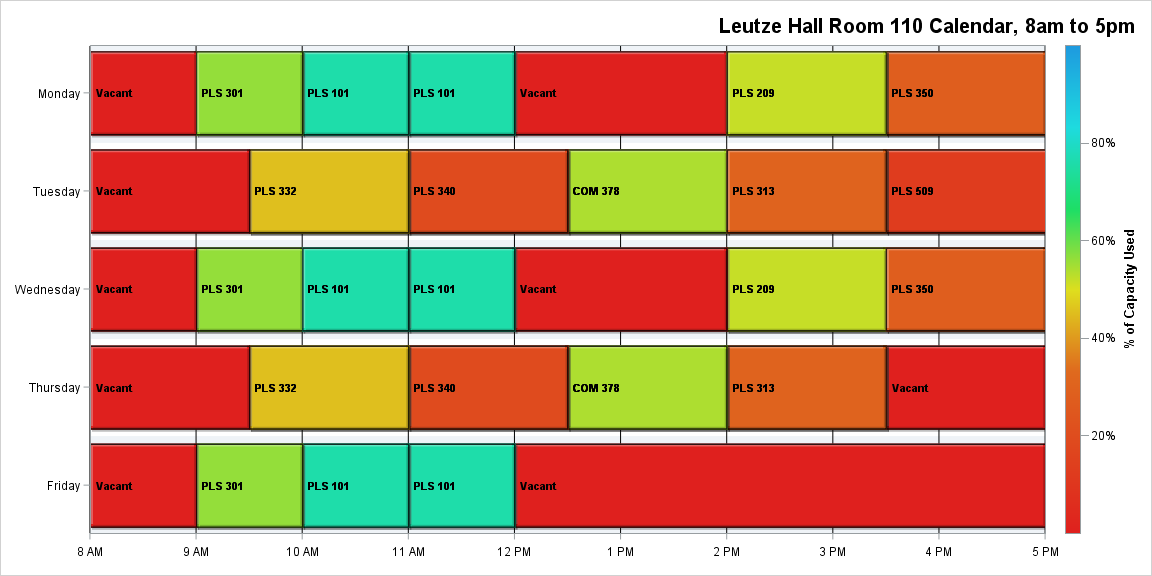 Leutze Hall Room 110 Calendar, 8am to 5pm
Monday
Vacant
PLS 301
PLS 101
PLS 101
Vacant
PLS 209
PLS 350
Tuesday
Vacant
PLS 332
PLS 340
COM 378
PLS 313
PLS 509
Wednesday
Vacant
PLS 301
PLS 101
PLS 101
Vacant
PLS 209
PLS 350
Thursday
Vacant
PLS 332
PLS 340
COM 378
PLS 313
Vacant
Friday
Vacant
PLS 301
PLS 101
PLS 101
Vacant
8 AM
9 AM
10 AM
11 AM
12 PM
1 PM
2 PM
3 PM
4 PM
5 PM
80%
60%
40%
20%
% of Capacity Used